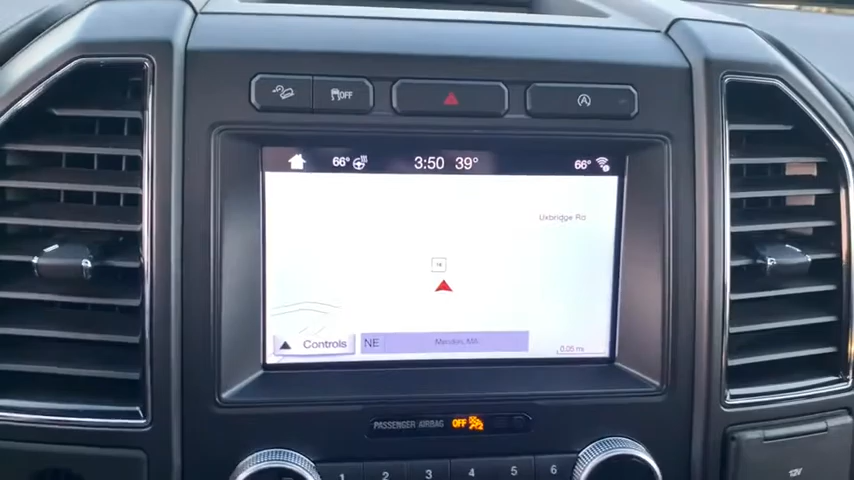 OFF
66° 3:50 39° 66°
Uxbridge Rd
16
Controls NE Mendon, MA 0.05 mi
PASSENGER AIRBAG OFF
1 2 3 4 5 6
12V